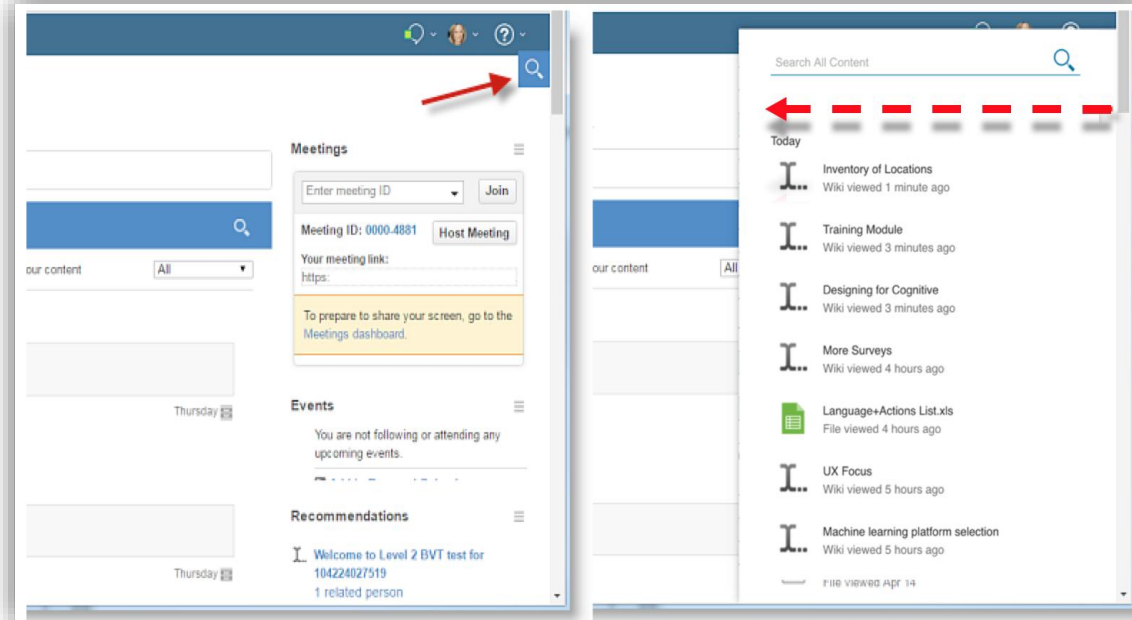 Meetings
Enter meeting ID
Join
Meeting ID: 0000-4881
Host Meeting
Your meeting link:
https:
To prepare to share your screen, go to the
Meetings dashboard.
our content
All
Thursday
Events
You are not following or attending any
upcoming events.
Recommendations
Welcome to Level 2 BVT test for
104224027519
1 related person
Thursday
our content
All
Search All Content
Today
Inventory of Locations
Wiki viewed 1 minute ago
Training Module
Wiki viewed 3 minutes ago
Designing for Cognitive
Wiki viewed 3 minutes ago
More Surveys
Wiki viewed 4 hours ago
Language+Actions List.xls
File viewed 4 hours ago
UX Focus
Wiki viewed 5 hours ago
Machine learning platform selection
Wiki viewed 5 hours ago
File viewed Apr 14